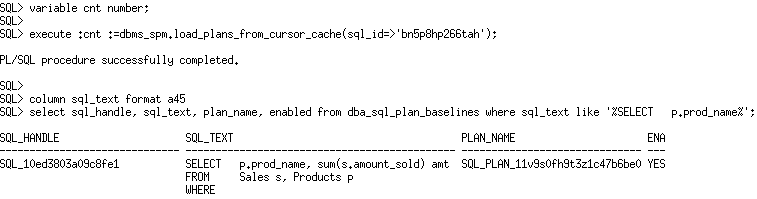 SQL> variable cnt number;
SQL>
SQL> execute :cnt :=dbms_spm.load_plans_from_cursor_cache(sql_id=>'bn5p8hp266tah');
PL/SQL procedure successfully completed.
SQL>
SQL> column sql_text format a45
SQL> select sql_handle, sql_text, plan_name, enabled from dba_sql_plan_baselines where sql_text like '%SELECT   p.prod_name%';
SQL_HANDLE                     SQL_TEXT                                      PLAN_NAME                      ENA
------------------------------ --------------------------------------------- ------------------------------ ---
SQL_10ed3803a09c8fe1           SELECT   p.prod_name, sum(s.amount_sold) amt  SQL_PLAN_11v9s0fh9t3z1c47b6be0 YES
                               FROM     Sales s, Products p
                               WHERE